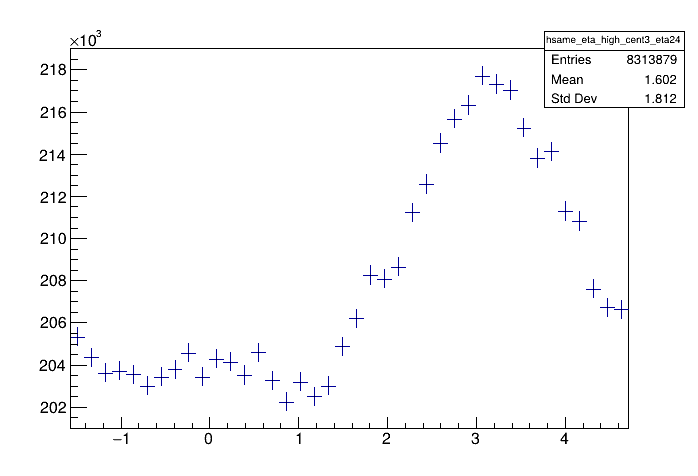 ×10³
hsame_eta_high_cent3_eta24
Entries 8313879
Mean 1.602
Std Dev 1.812
218
216
214
212
210
208
206
204
202
−1 0 1 2 3 4